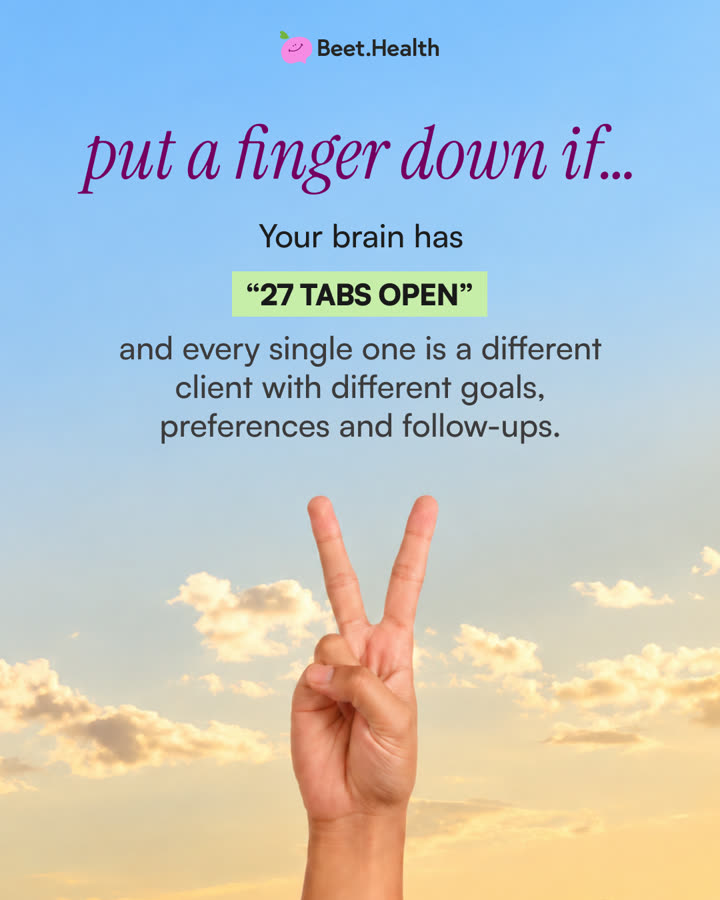 Beet.Health
put a finger down if...
Your brain has
“27 TABS OPEN”
and every single one is a different
client with different goals,
preferences and follow-ups.